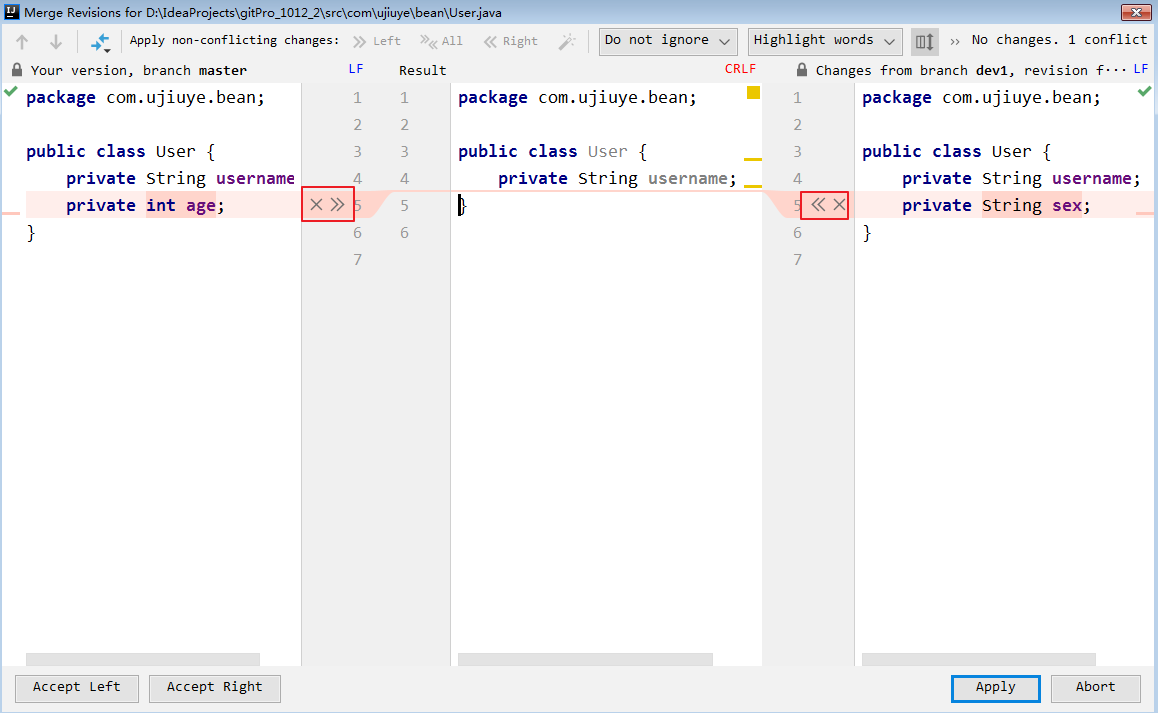 Merge Revisions for D:\IdeaProjects\gitPro_1012_2\src\com\ujiuye\bean\User.java
Apply non-conflicting changes: Left All Right Do not ignore Highlight words No changes. 1 conflict
Your version, branch master LF
Result CRLF
Changes from branch dev1, revision f··· LF
package com.ujiuye.bean;
public class User {
private String username
private int age;
}
1
2
3
4
5
6
7
1
2
3
4
5
6
package com.ujiuye.bean;
public class User {
private String username;
}
1
2
3
4
5
6
7
package com.ujiuye.bean;
public class User {
private String username;
private String sex;
}
Accept Left Accept Right Apply Abort